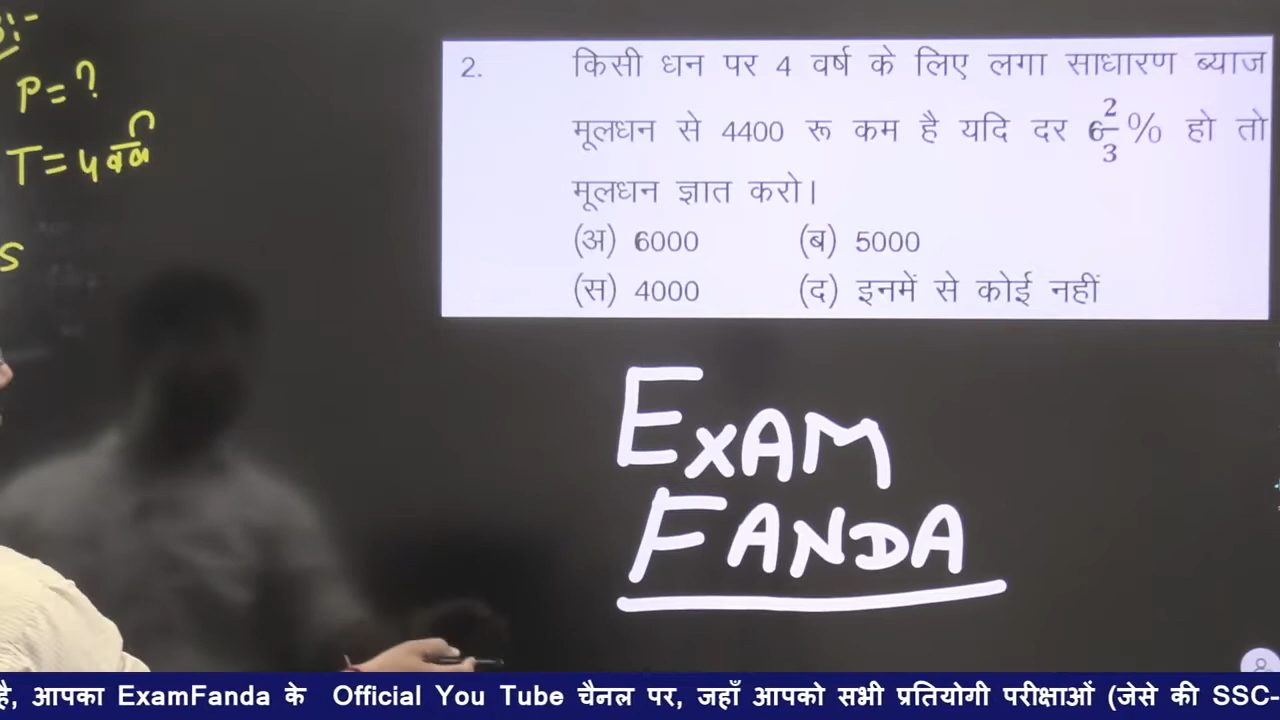 P = ?
T = 4 वर्ष
S
2. किसी धन पर 4 वर्ष के लिए लगा साधारण ब्याज
मूलधन से 4400 रू कम है यदि दर 6 2/3 % हो तो
मूलधन ज्ञात करो।
(अ) 6000 (ब) 5000
(स) 4000 (द) इनमें से कोई नहीं
EXAM
FANDA
है, आपका ExamFanda के Official You Tube चैनल पर, जहाँ आपको सभी प्रतियोगी परीक्षाओं (जेसे की SSC-